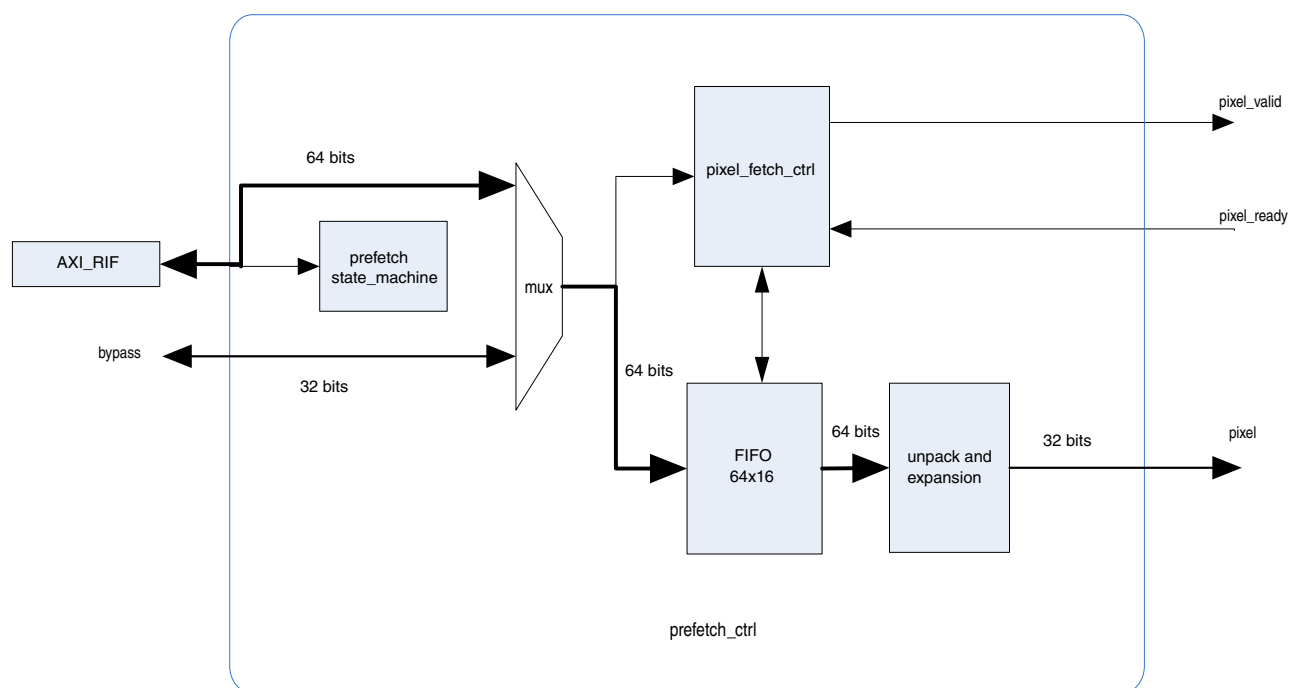 pixel_valid
64 bits
pixel_fetch_ctrl
pixel_ready
AXI_RIF
prefetch
state_machine
mux
bypass
32 bits
64 bits
64 bits
32 bits
pixel
FIFO
64x16
unpack and
expansion
prefetch_ctrl